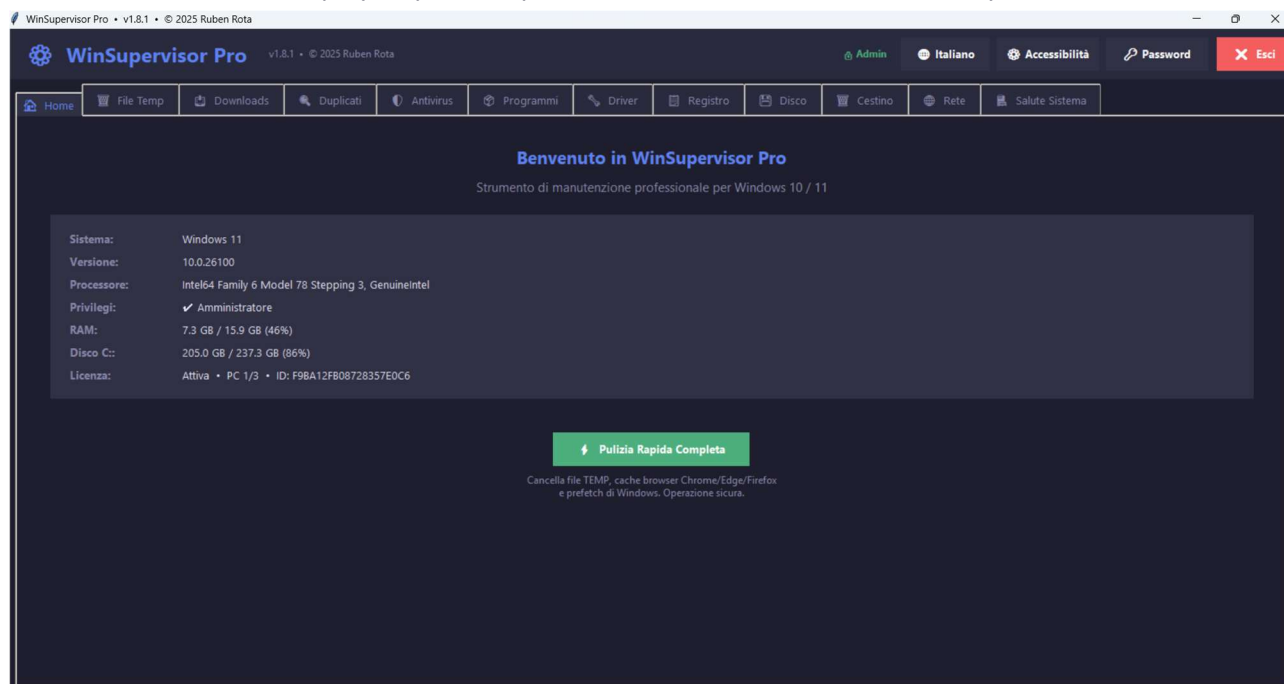 WinSupervisor Pro • v1.8.1 • © 2025 Ruben Rota
WinSupervisor Pro v1.8.1 • © 2025 Ruben Rota Admin Italiano Accessibilità Password Esci
Home File Temp Downloads Duplicati Antivirus Programmi Driver Registro Disco Cestino Rete Salute Sistema
Benvenuto in WinSupervisor Pro
Strumento di manutenzione professionale per Windows 10 / 11
Sistema: Windows 11
Versione: 10.0.26100
Processore: Intel64 Family 6 Model 78 Stepping 3, GenuineIntel
Privilegi: ✔ Amministratore
RAM: 7.3 GB / 15.9 GB (46%)
Disco C:: 205.0 GB / 237.3 GB (86%)
Licenza: Attiva • PC 1/3 • ID: F9BA12FB08728357E0C6
Pulizia Rapida Completa
Cancella file TEMP, cache browser Chrome/Edge/Firefox
e prefetch di Windows. Operazione sicura.